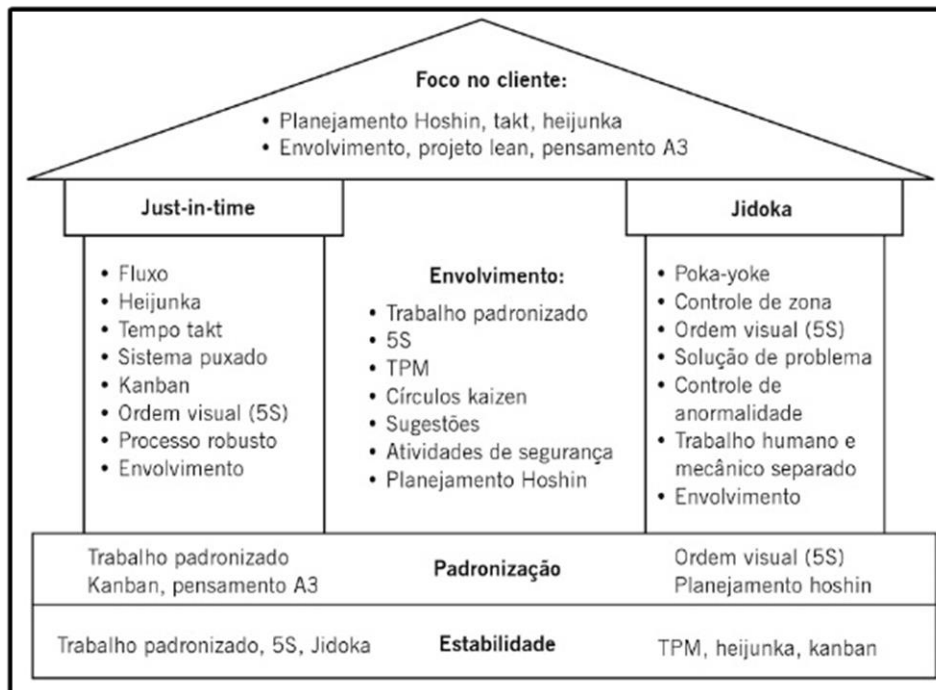 Foco no cliente:
• Planejamento Hoshin, takt, heijunka
• Envolvimento, projeto lean, pensamento A3
Just-in-time
• Fluxo
• Heijunka
• Tempo takt
• Sistema puxado
• Kanban
• Ordem visual (5S)
• Processo robusto
• Envolvimento
Envolvimento:
• Trabalho padronizado
• 5S
• TPM
• Círculos kaizen
• Sugestões
• Atividades de segurança
• Planejamento Hoshin
Jidoka
• Poka-yoke
• Controle de zona
• Ordem visual (5S)
• Solução de problema
• Controle de
anormalidade
• Trabalho humano e
mecânico separado
• Envolvimento
Trabalho padronizado
Kanban, pensamento A3
Padronização
Ordem visual (5S)
Planejamento hoshin
Trabalho padronizado, 5S, Jidoka
Estabilidade
TPM, heijunka, kanban